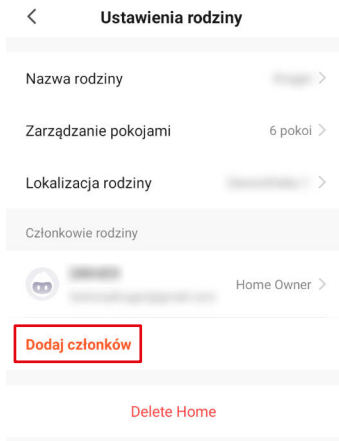 Ustawienia rodziny
Nazwa rodziny
Zarządzanie pokojami 6 pokoi
Lokalizacja rodziny
Członkowie rodziny
Home Owner
Dodaj członków
Delete Home